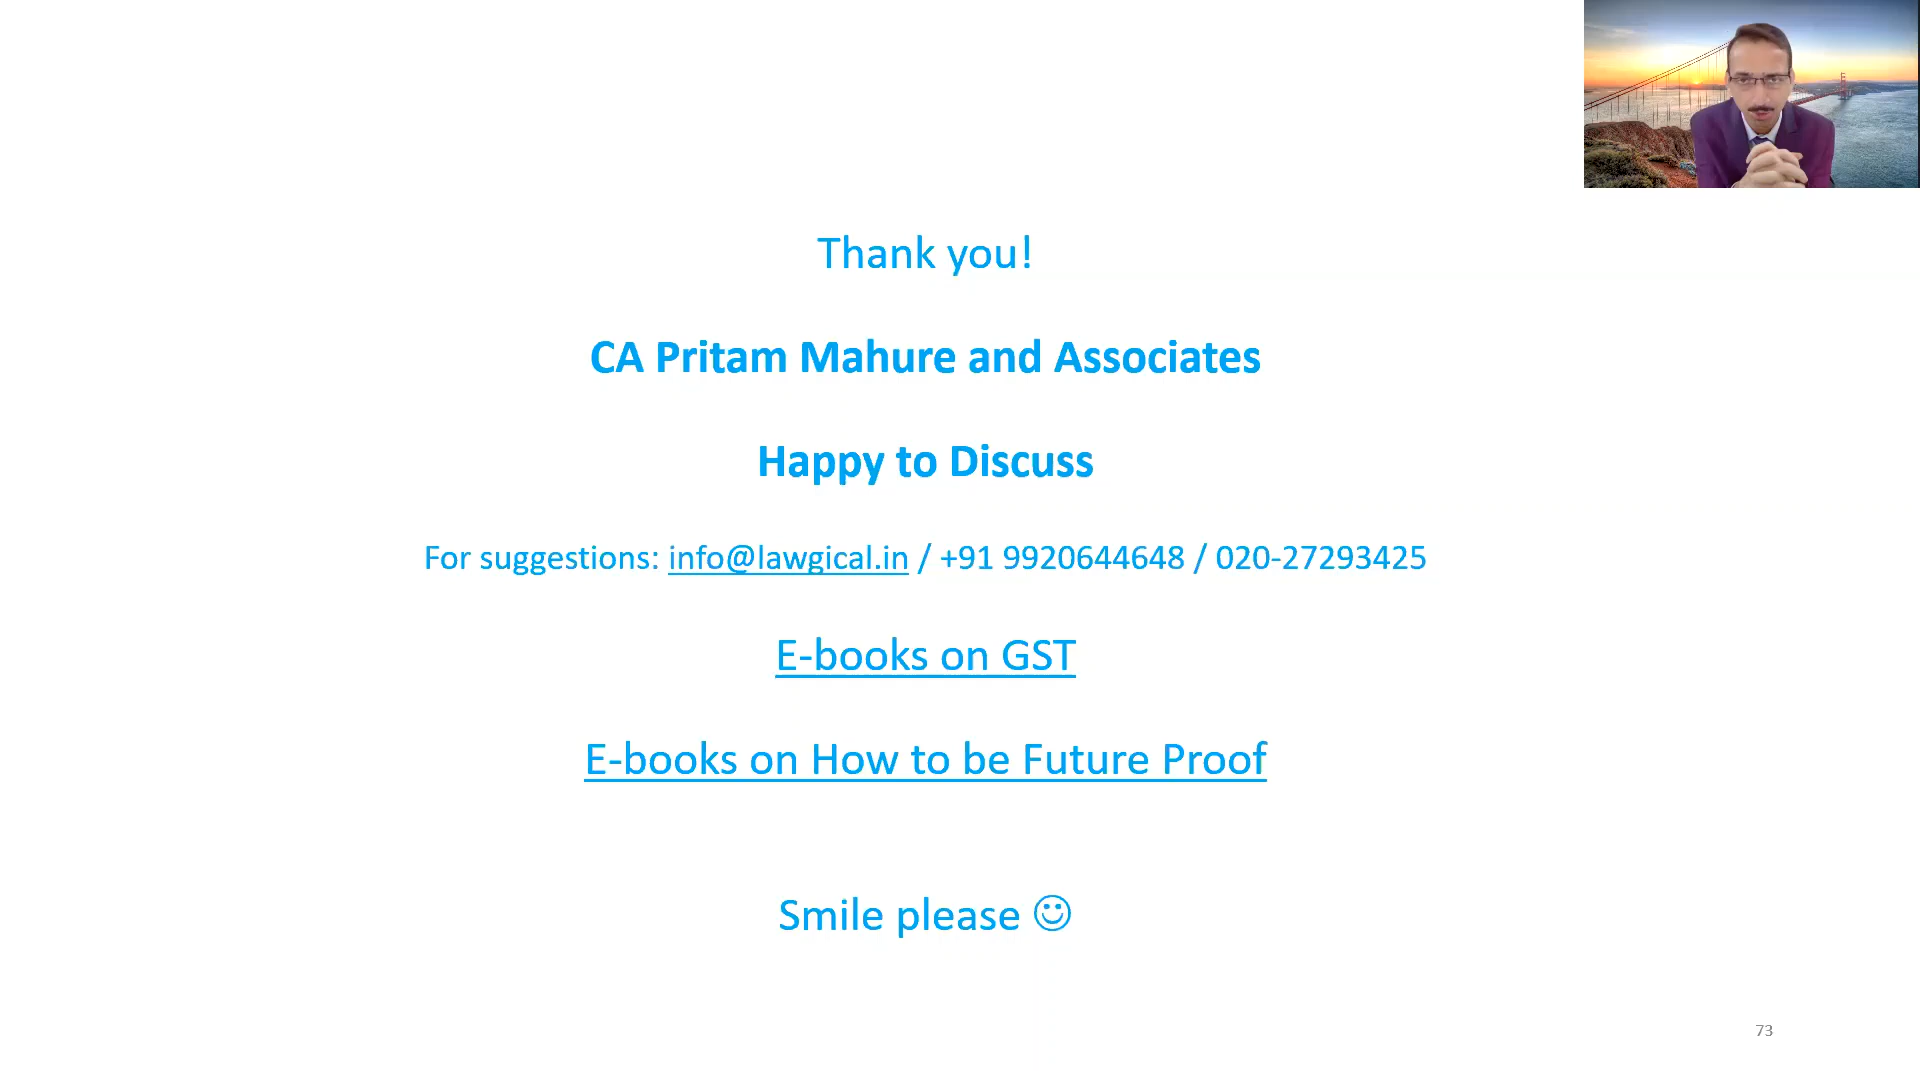 Thank you!
CA Pritam Mahure and Associates
Happy to Discuss
For suggestions: info@lawgical.in / +91 9920644648 / 020-27293425
E-books on GST
E-books on How to be Future Proof
Smile please ☺
73